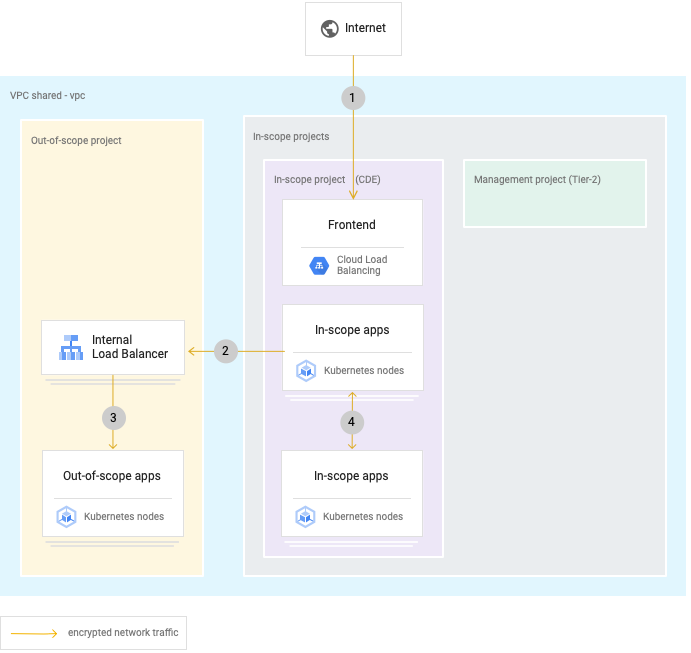 Internet
1
VPC shared - vpc
Out-of-scope project
In-scope projects
In-scope project (CDE)
Management project (Tier-2)
Frontend
Cloud Load
Balancing
In-scope apps
Kubernetes nodes
Internal
Load Balancer
2
3
4
Out-of-scope apps
Kubernetes nodes
In-scope apps
Kubernetes nodes
encrypted network traffic